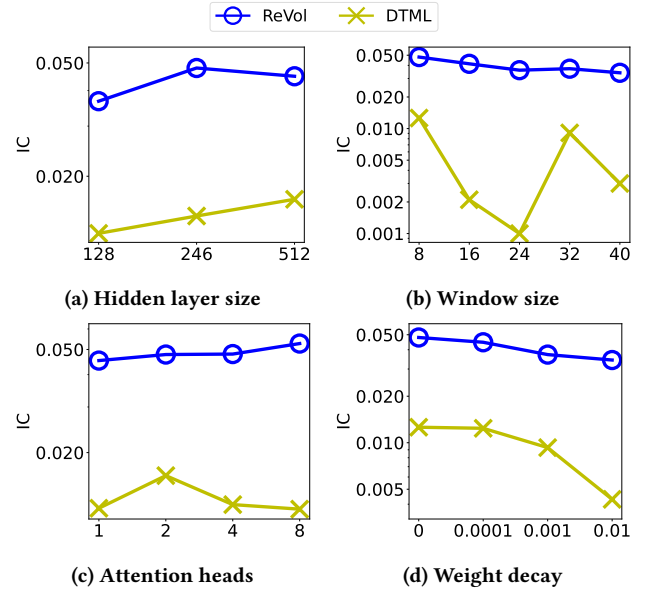 ReVol DTML
0.050
0.020
IC
128 246 512
(a) Hidden layer size
0.050
0.020
0.010
0.005
0.002
0.001
IC
8 16 24 32 40
(b) Window size
0.050
0.020
IC
1 2 4 8
(c) Attention heads
0.050
0.010
0.005
IC
0 0.0001 0.001 0.01
(d) Weight decay